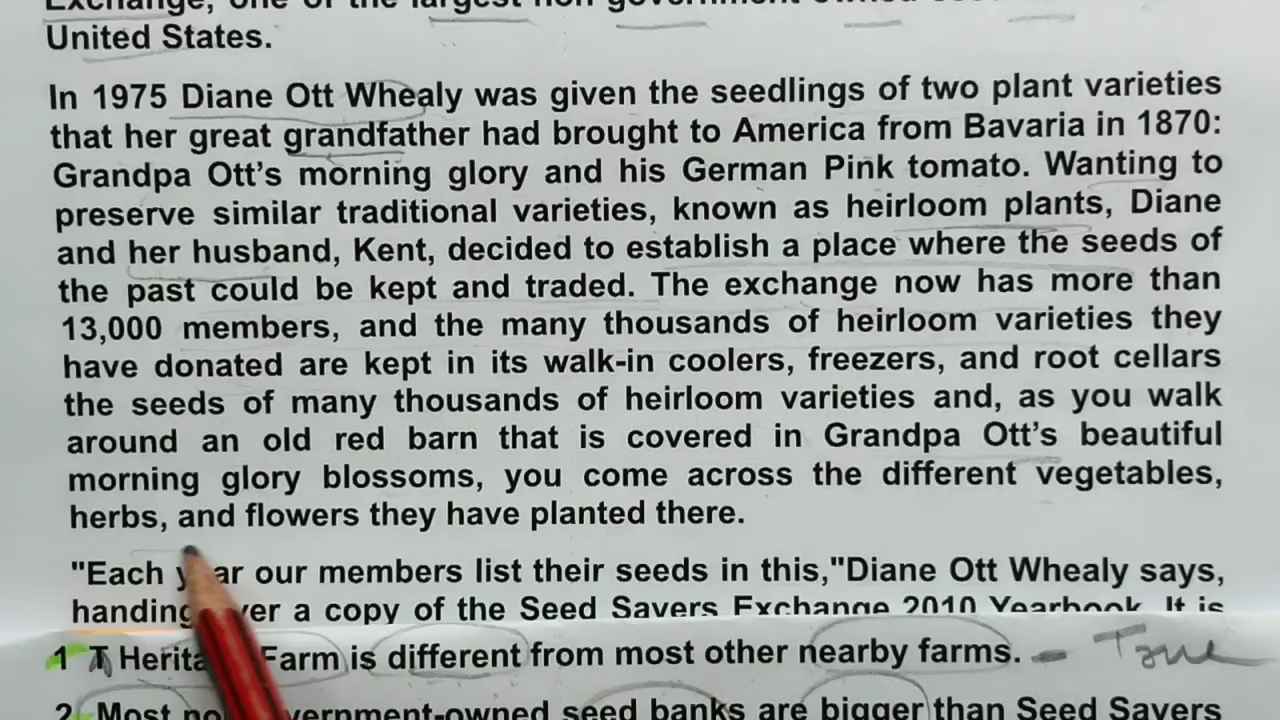 Exchange, one of the largest non government owned
United States.
In 1975 Diane Ott Whealy was given the seedlings of two plant varieties
that her great grandfather had brought to America from Bavaria in 1870:
Grandpa Ott's morning glory and his German Pink tomato. Wanting to
preserve similar traditional varieties, known as heirloom plants, Diane
and her husband, Kent, decided to establish a place where the seeds of
the past could be kept and traded. The exchange now has more than
13,000 members, and the many thousands of heirloom varieties they
have donated are kept in its walk-in coolers, freezers, and root cellars
the seeds of many thousands of heirloom varieties and, as you walk
around an old red barn that is covered in Grandpa Ott's beautiful
morning glory blossoms, you come across the different vegetables,
herbs, and flowers they have planted there.
"Each year our members list their seeds in this,"Diane Ott Whealy says,
handing over a copy of the Seed Savers Exchange 2010 Yearbook. It is
1 T Heritage Farm is different from most other nearby farms. - True
2 Most non government-owned seed banks are bigger than Seed Savers